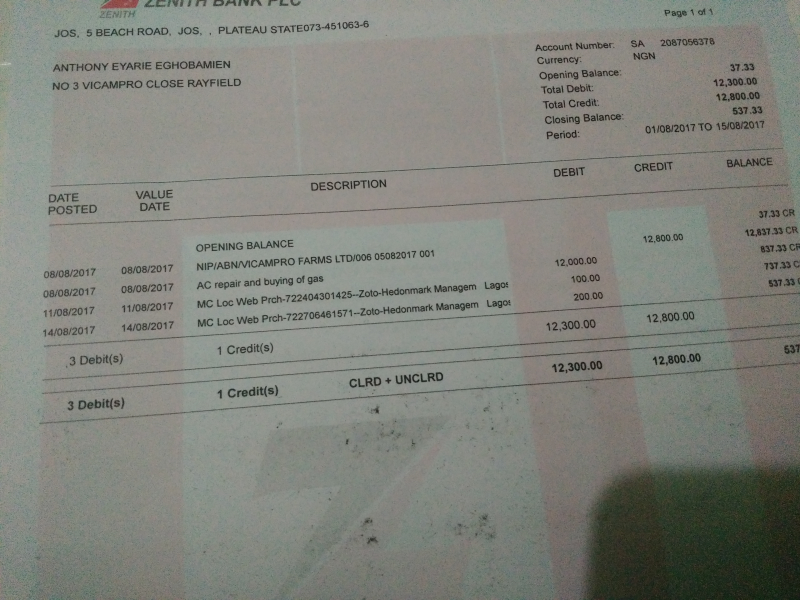 ZENITH BANK PLC
ZENITH
JOS, 5 BEACH ROAD, JOS, , PLATEAU STATE073-451063-6
Page 1 of 1
ANTHONY EYARIE EGHOBAMIEN
NO 3 VICAMPRO CLOSE RAYFIELD
Account Number: SA 2087056378
Currency: NGN
Opening Balance: 37.33
Total Debit: 12,300.00
Total Credit: 12,800.00
Closing Balance: 537.33
Period: 01/08/2017 TO 15/08/2017
DATE POSTED VALUE DATE DESCRIPTION DEBIT CREDIT BALANCE
OPENING BALANCE 37.33 CR
08/08/2017 08/08/2017 NIP/ABN/VICAMPRO FARMS LTD/006 05082017 001 12,800.00 12,837.33 CR
08/08/2017 08/08/2017 AC repair and buying of gas 12,000.00 837.33 CR
11/08/2017 11/08/2017 MC Loc Web Prch-722404301425--Zoto-Hedonmark Managem Lagos 100.00 737.33 C
14/08/2017 14/08/2017 MC Loc Web Prch-722706461571--Zoto-Hedonmark Managem Lagos 200.00 537.33 C
3 Debit(s) 1 Credit(s) 12,300.00 12,800.00
3 Debit(s) 1 Credit(s) CLRD + UNCLRD 12,300.00 12,800.00 537